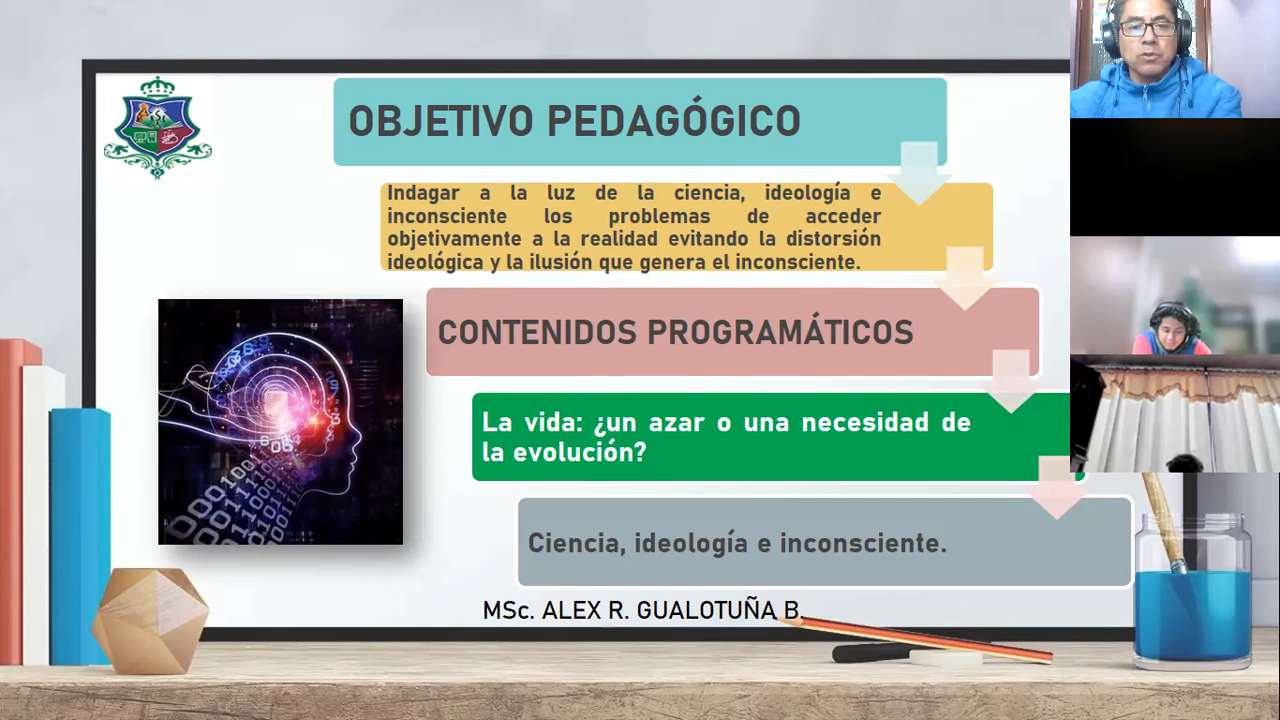 OBJETIVO PEDAGÓGICO
Indagar a la luz de la ciencia, ideología e
inconsciente los problemas de acceder
objetivamente a la realidad evitando la distorsión
ideológica y la ilusión que genera el inconsciente.
CONTENIDOS PROGRAMÁTICOS
La vida: ¿un azar o una necesidad de
la evolución?
Ciencia, ideología e inconsciente.
MSc. ALEX R. GUALOTUÑA B.